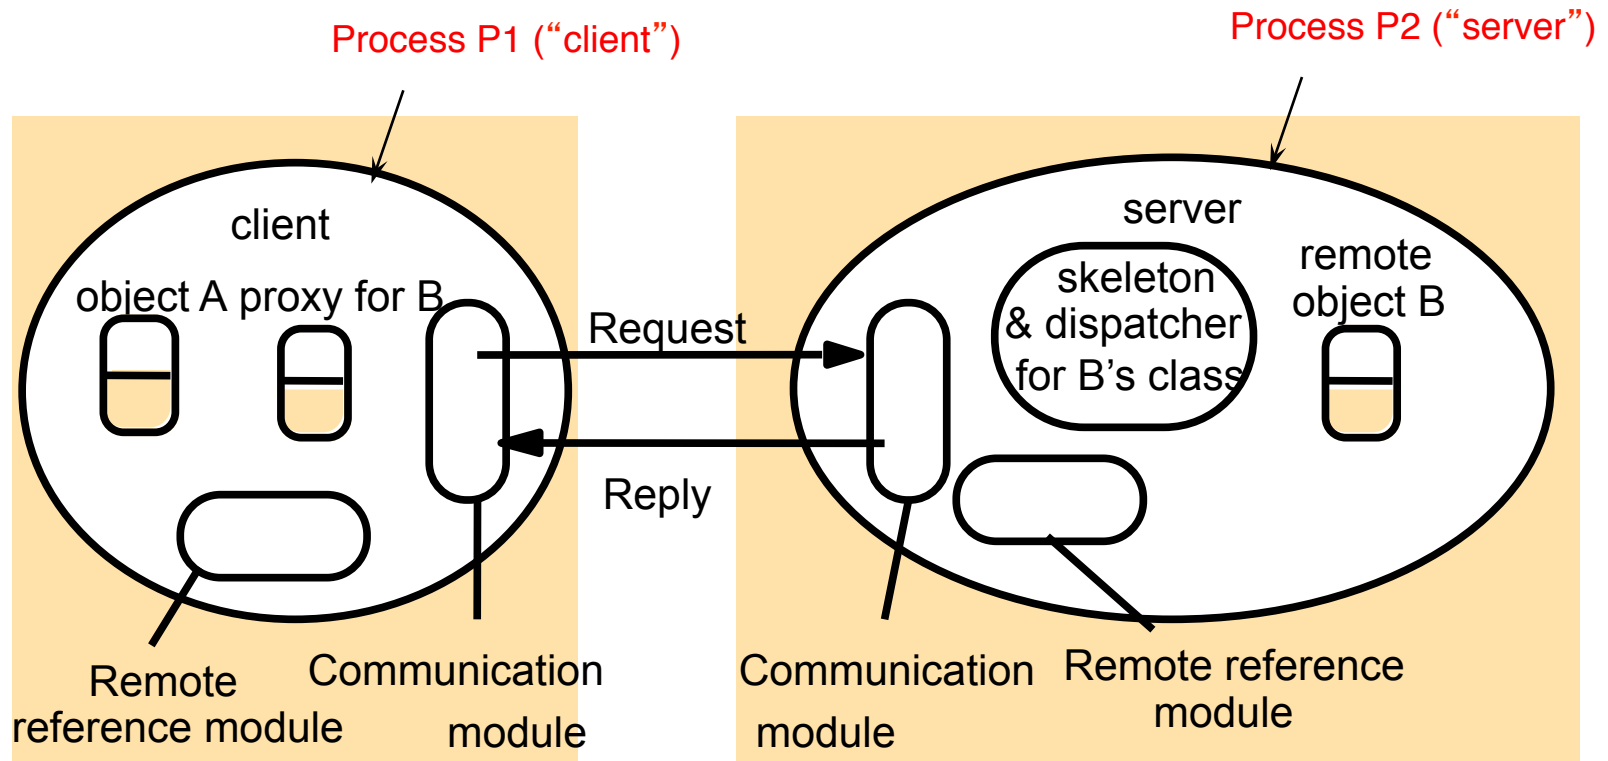 Process P1 (“client”)
Process P2 (“server”)
client
object A proxy for B
Request
Reply
Remote
reference module
Communication
module
server
skeleton
& dispatcher
for B’s class
remote
object B
Communication
module
Remote reference
module